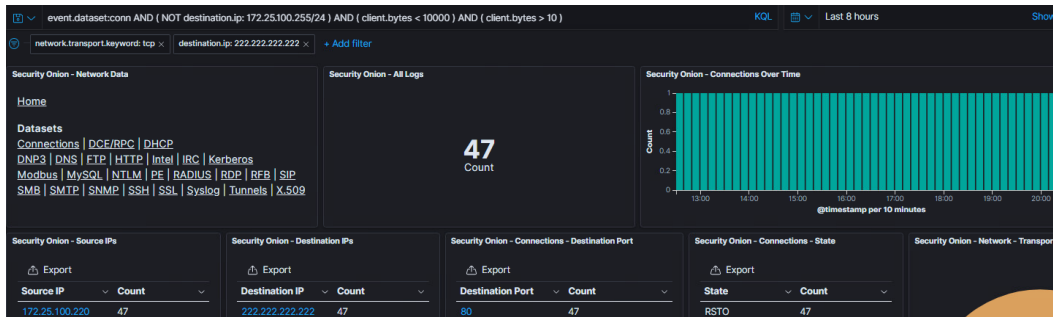 event.dataset:conn AND ( NOT destination.ip: 172.25.100.255/24 ) AND ( client.bytes < 10000 ) AND ( client.bytes > 10 )
KQL
Last 8 hours
Show
network.transport.keyword: tcp ×
destination.ip: 222.222.222.222 ×
+ Add filter
Security Onion - Network Data
Home
Datasets
Connections | DCE/RPC | DHCP
DNP3 | DNS | FTP | HTTP | Intel | IRC | Kerberos
Modbus | MySQL | NTLM | PE | RADIUS | RDP | RFB | SIP
SMB | SMTP | SNMP | SSH | SSL | Syslog | Tunnels | X.509
Security Onion - All Logs
47
Count
Security Onion - Connections Over Time
Count
1
0.8
0.6
0.4
0.2
0
13:00 14:00 15:00 16:00 17:00 18:00 19:00 20:00
@timestamp per 10 minutes
Security Onion - Source IPs
Export
Source IP Count
172.25.100.220 47
Security Onion - Destination IPs
Export
Destination IP Count
222.222.222.222 47
Security Onion - Connections - Destination Port
Export
Destination Port Count
80 47
Security Onion - Connections - State
Export
State Count
RSTO 47
Security Onion - Network - Transpor